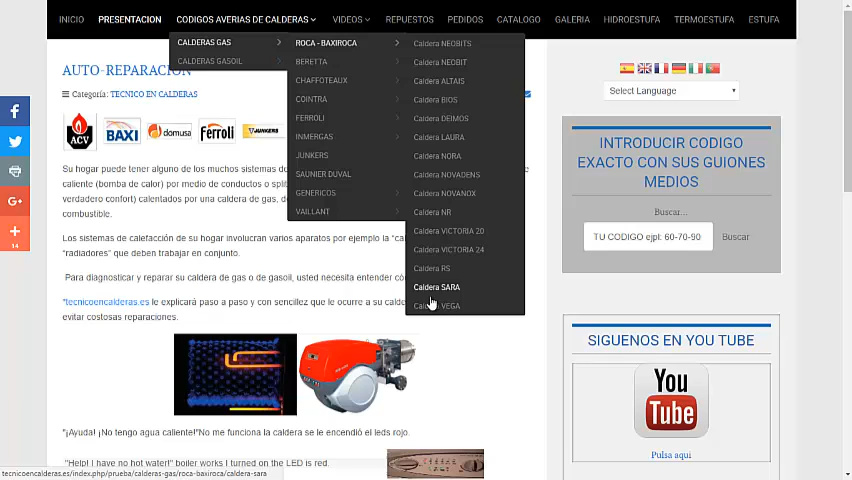 INICIO PRESENTACION CODIGOS AVERIAS DE CALDERAS VIDEOS REPUESTOS PEDIDOS CATALOGO GALERIA HIDROESTUFA TERMOESTUFA ESTUFA
CALDERAS GAS
CALDERAS GASOIL
ROCA - BAXIROCA
BERETTA
CHAFFOTEAUX
COINTRA
FERROLI
INMERGAS
JUNKERS
SAUNIER DUVAL
GENERICOS
VAILLANT
Caldera NEOBITS
Caldera NEOBIT
Caldera ALTAIS
Caldera BIOS
Caldera DEIMOS
Caldera LAURA
Caldera NORA
Caldera NOVADENS
Caldera NOVANOX
Caldera NR
Caldera VICTORIA 20
Caldera VICTORIA 24
Caldera RS
Caldera SARA
VEGA
AUTO-REPARACION
Categoría: TECNICO EN CALDERAS
ACV
BAXI
domusa
Ferroli
JUNKERS
Su hogar puede tener alguno de los muchos sistemas de
caliente (bomba de calor) por medio de conductos o
verdadero confort) calentados por una caldera de gas,
combustible.
Los sistemas de calefacción de su hogar involucran varios aparatos por ejemplo la
"radiadores" que deben trabajar en conjunto.
Para diagnosticar y reparar su caldera de gas o de gasoil, usted necesita entender
"tecnicoencalderas.es le explicará paso a paso y con sencillez que le ocurre a su
evitar costosas reparaciones.
"¡Ayuda! ¡No tengo agua caliente!"No me funciona la caldera se le encendió el leds rojo.
"Help! I have no hot water!" boiler works I turned on the LED is red.
14
Select Language
INTRODUCIR CODIGO
EXACTO CON SUS GUIONES
MEDIOS
Buscar...
TU CODIGO ejpl: 60-70-90 Buscar
SIGUENOS EN YOU TUBE
You
Tube
Pulsa aqui
tecnicoencalderas.es/index.php/prueba/calderas-gas/roca-baxiroca/caldera-sara